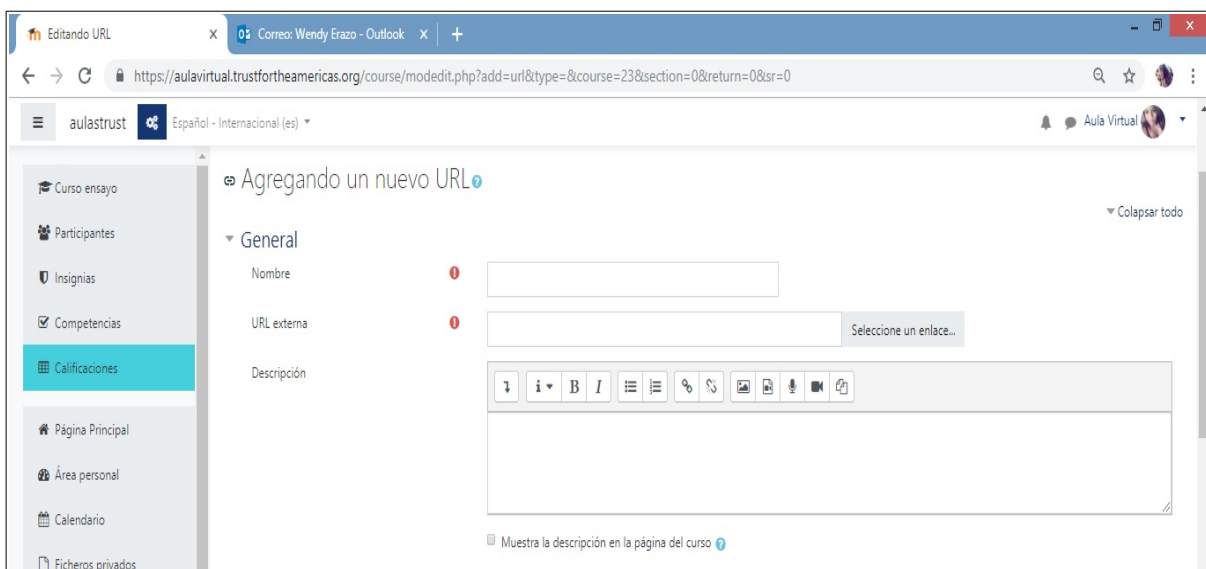 Editando URL
Correo: Wendy Erazo - Outlook
https://aulavirtual.trustfortheamericas.org/course/modedit.php?add=url&type=&course=23&section=0&return=0&sr=0
aulastrust
Español - Internacional (es)
Aula Virtual
Curso ensayo
Participantes
Insignias
Competencias
Calificaciones
Página Principal
Área personal
Calendario
Ficheros privados
Agregando un nuevo URL
Colapsar todo
General
Nombre
URL externa
Seleccione un enlace...
Descripción
i B I
Muestra la descripción en la página del curso